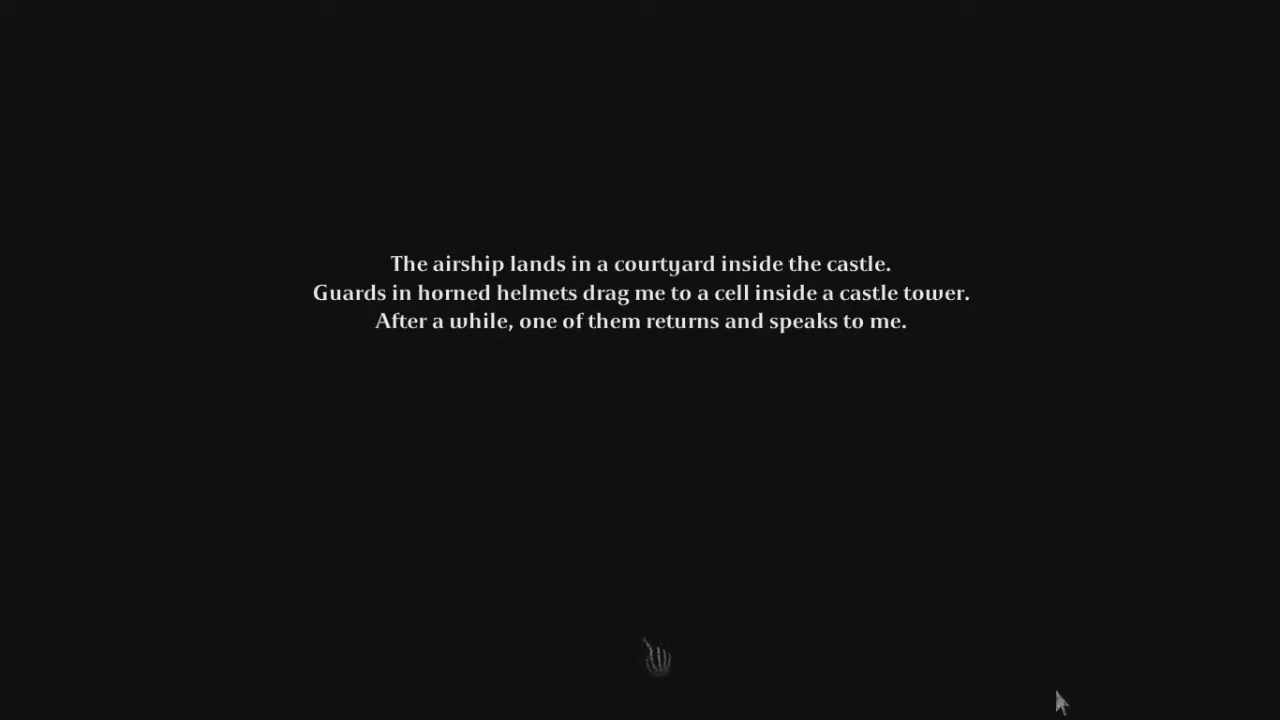 The airship lands in a courtyard inside the castle.
Guards in horned helmets drag me to a cell inside a castle tower.
After a while, one of them returns and speaks to me.